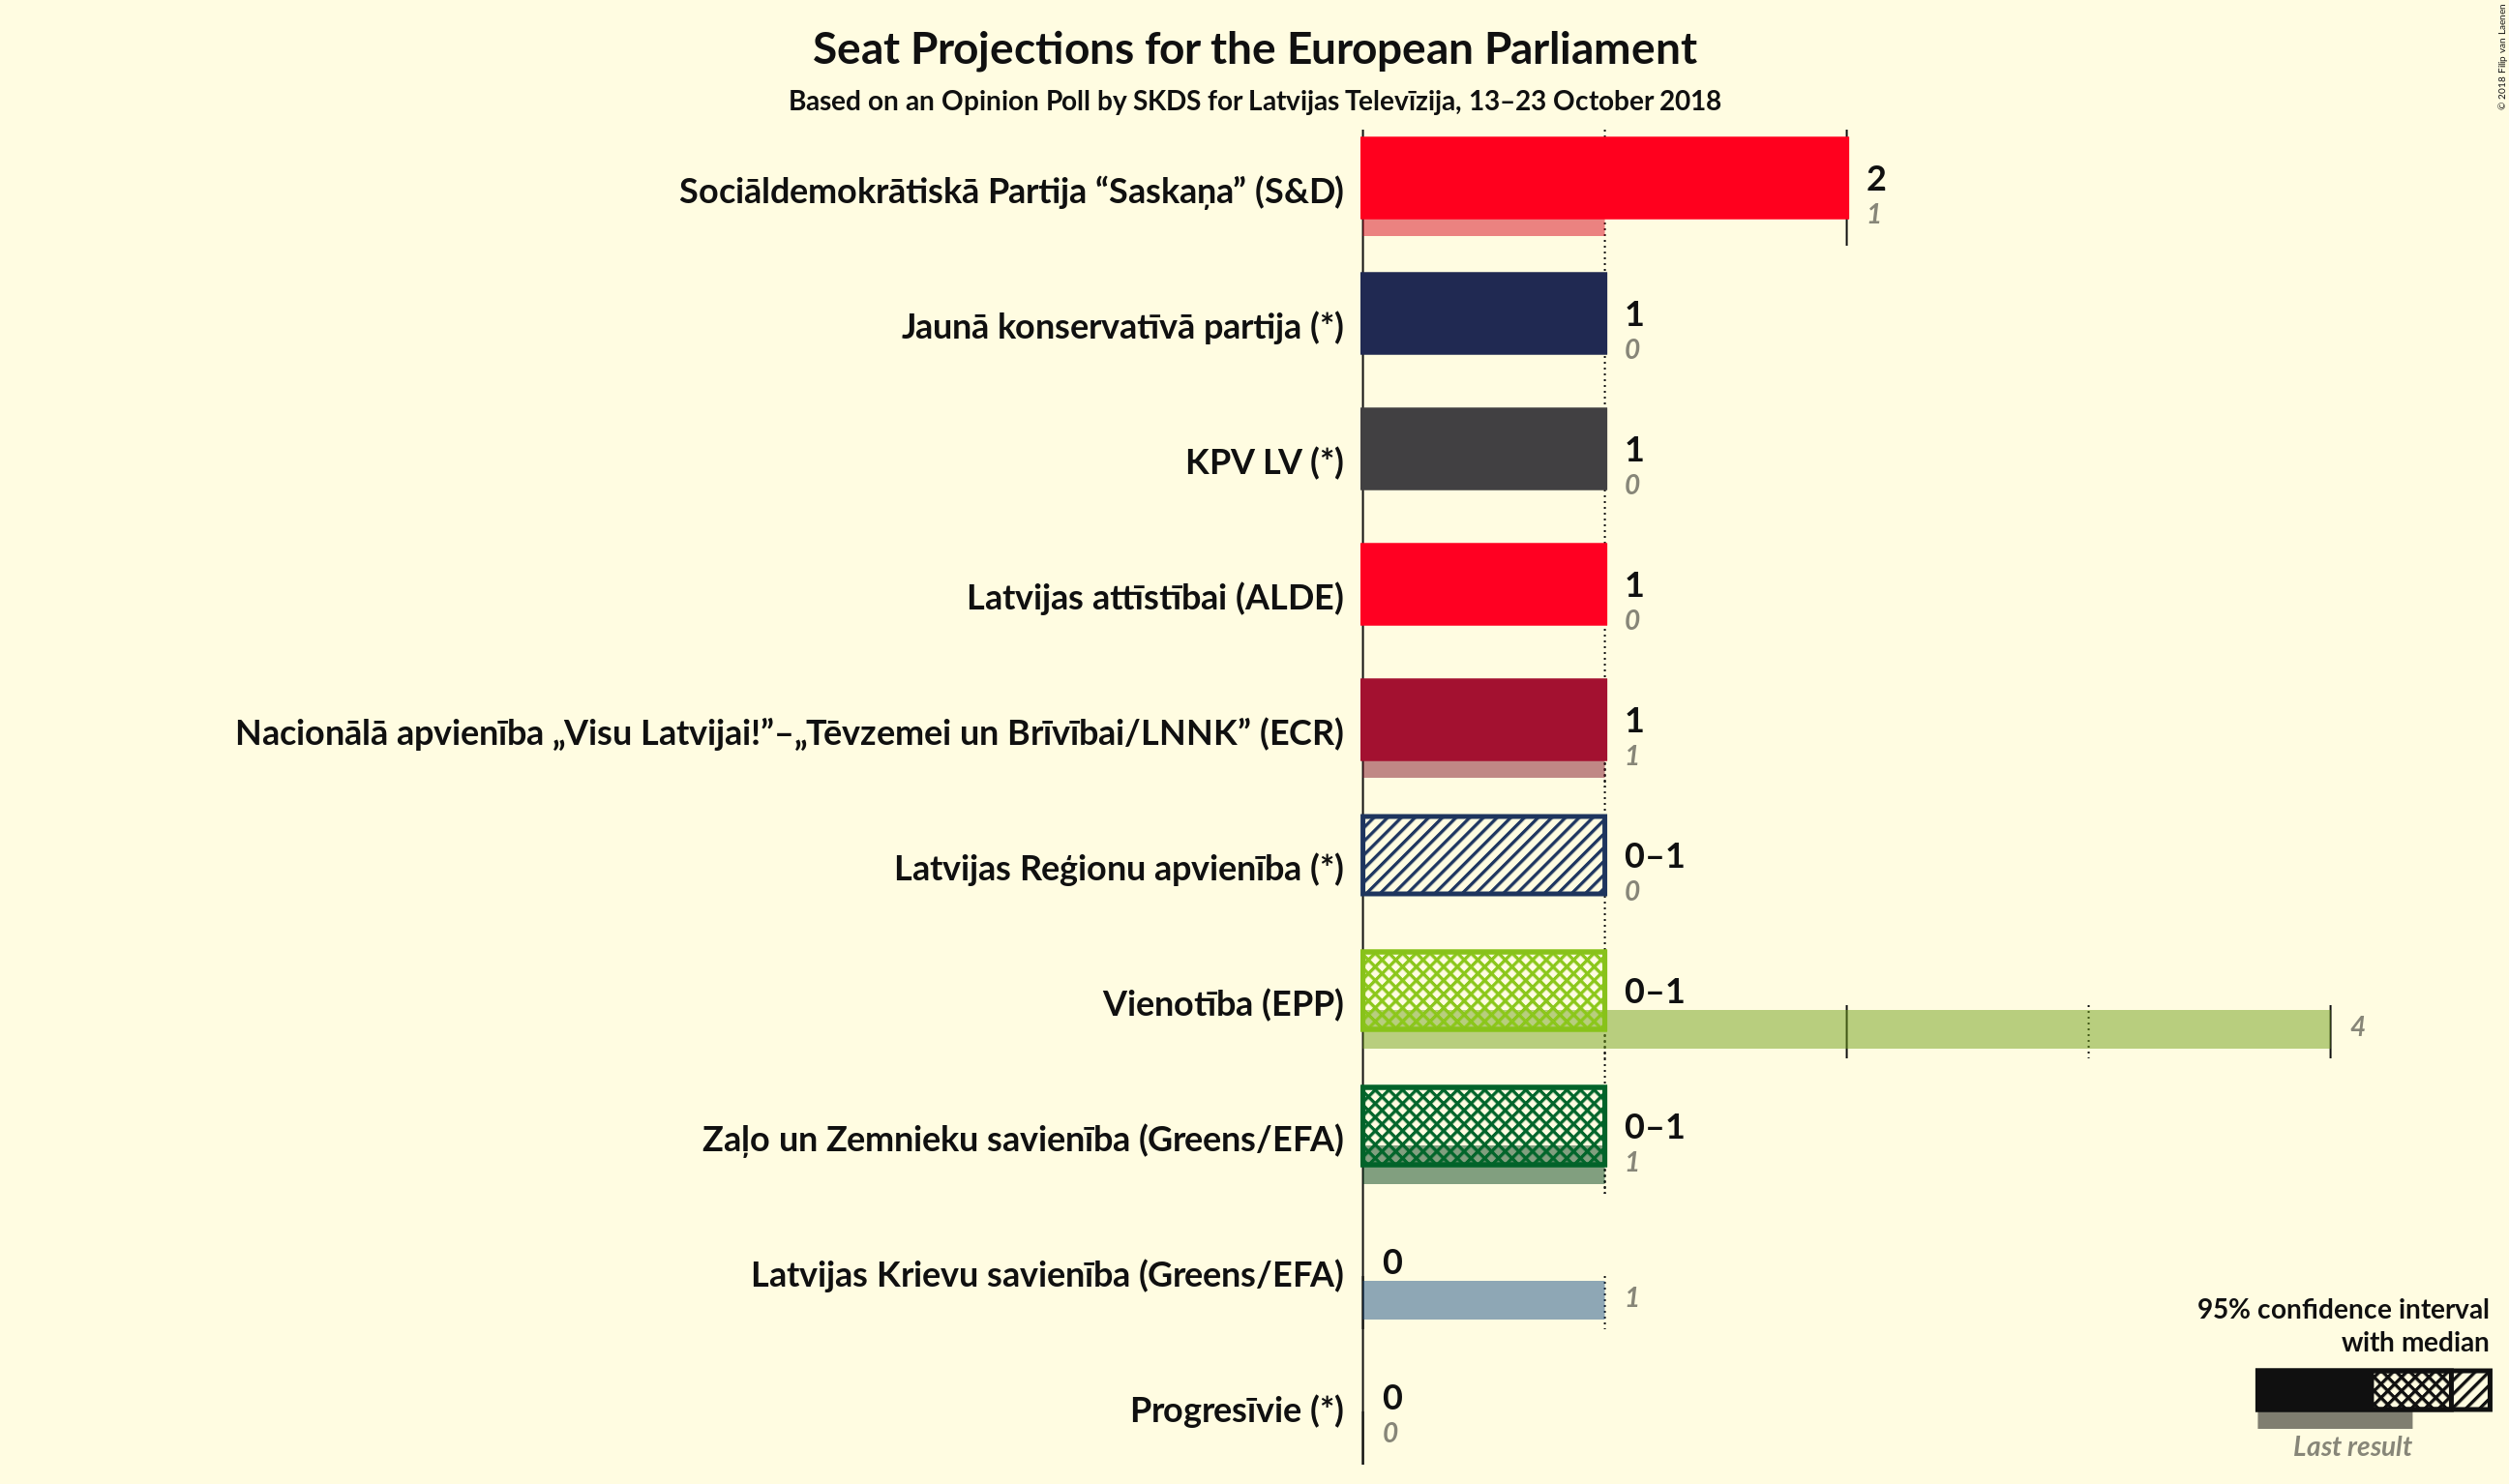 Seat Projections for the European Parliament
Based on an Opinion Poll by SKDS for Latvijas Televīzija, 13–23 October 2018
© 2018 Filip van Laenen
Sociāldemokrātiskā Partija “Saskaņa” (S&D)
2
1
Jaunā konservatīvā partija (*)
1
0
KPV LV (*)
1
0
Latvijas attīstībai (ALDE)
1
0
Nacionālā apvienība „Visu Latvijai!”–„Tēvzemei un Brīvībai/LNNK” (ECR)
1
1
Latvijas Reģionu apvienība (*)
0–1
0
Vienotība (EPP)
0–1
4
Zaļo un Zemnieku savienība (Greens/EFA)
0–1
1
Latvijas Krievu savienība (Greens/EFA)
0
1
Progresīvie (*)
0
0
95% confidence interval
with median
Last result